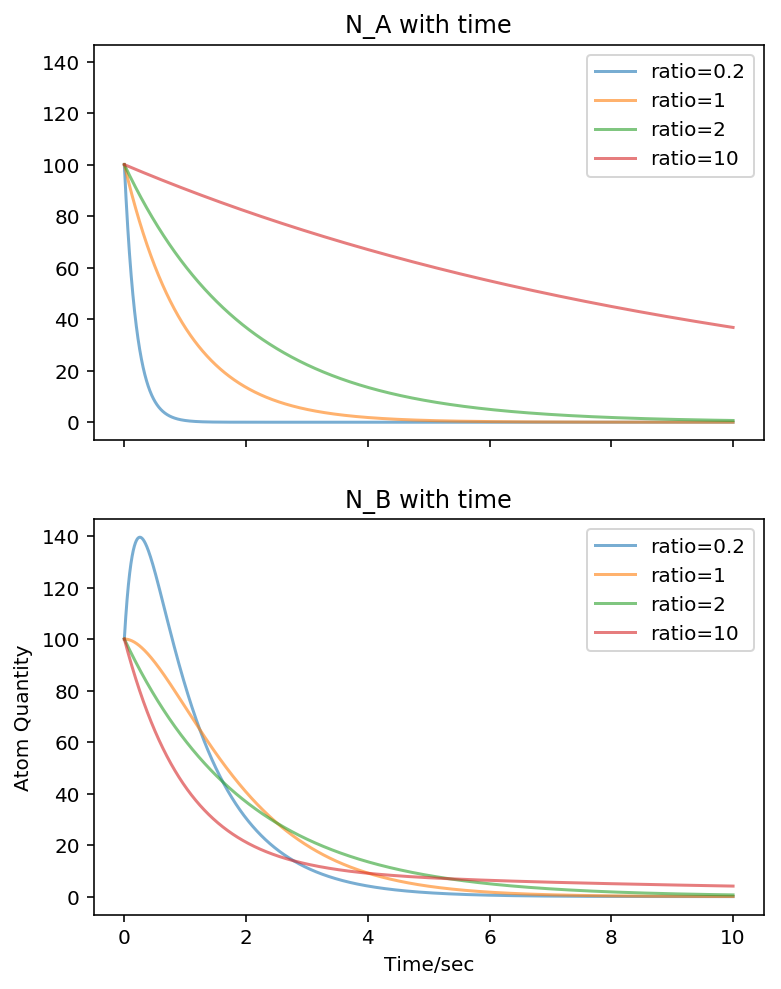 N_A with time
140
120
100
80
60
40
20
0
ratio=0.2
ratio=1
ratio=2
ratio=10
N_B with time
Atom Quantity
140
120
100
80
60
40
20
0
ratio=0.2
ratio=1
ratio=2
ratio=10
0 2 4 6 8 10
Time/sec